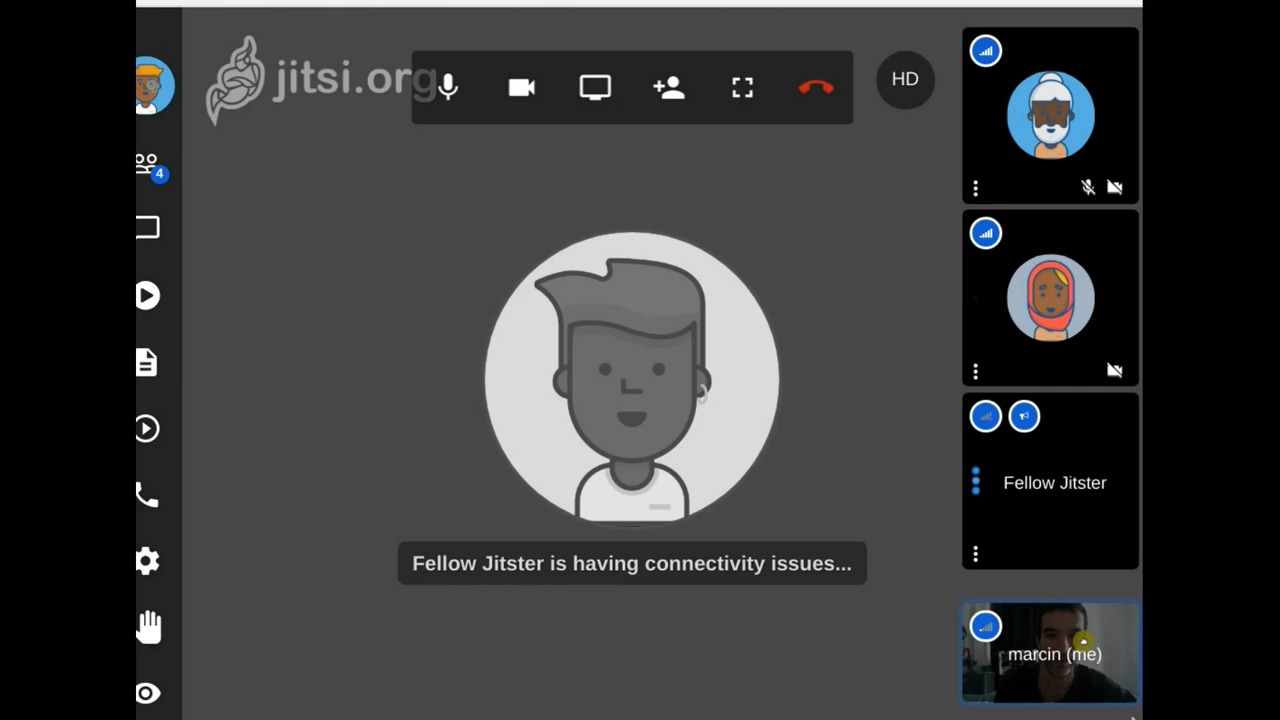 jitsi.org
HD
4
Fellow Jitster
Fellow Jitster is having connectivity issues...
marcin (me)